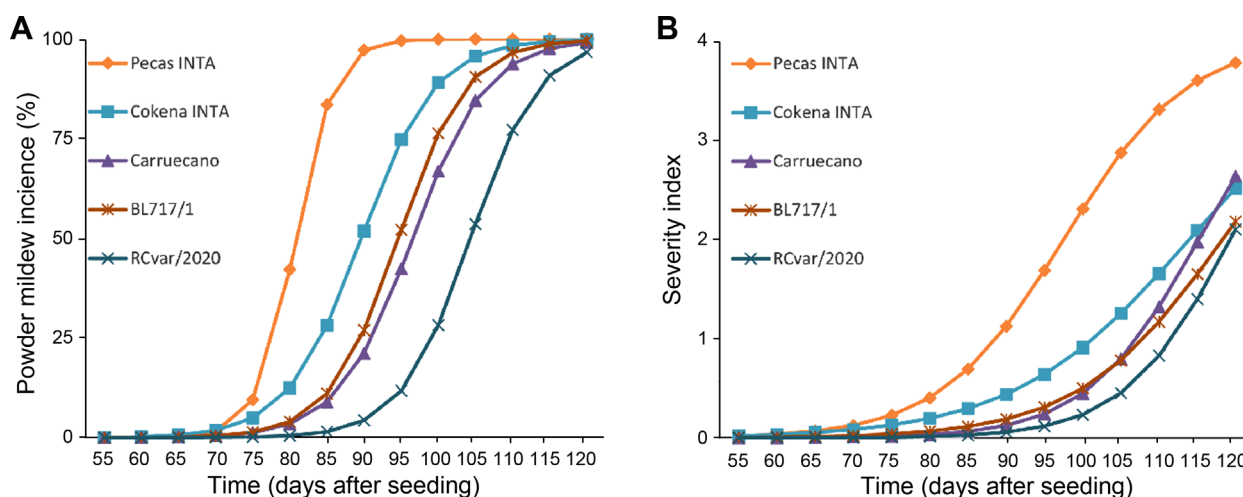 A
100
75
50
25
0
Powder mildew incience (%)
Pecas INTA
Cokena INTA
Carruecano
BL717/1
RCvar/2020
55 60 65 70 75 80 85 90 95 100 105 110 115 120
Time (days after seeding)
B
4
3
2
1
0
Severity index
Pecas INTA
Cokena INTA
Carruecano
BL717/1
RCvar/2020
55 60 65 70 75 80 85 90 95 100 105 110 115 120
Time (days after seeding)